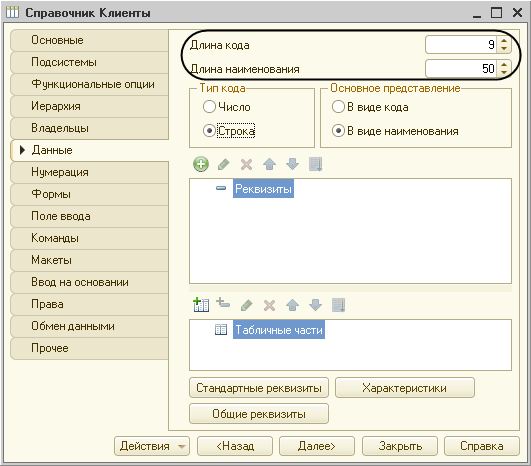 Справочник Клиенты
Основные
Подсистемы
Функциональные опции
Иерархия
Владельцы
Данные
Нумерация
Формы
Поле ввода
Команды
Макеты
Ввод на основании
Права
Обмен данными
Прочее
Длина кода 9
Длина наименования 50
Тип кода
Число
Строка
Основное представление
В виде кода
В виде наименования
Реквизиты
Табличные части
Стандартные реквизиты Характеристики
Общие реквизиты
Действия <Назад Далее> Закрыть Справка